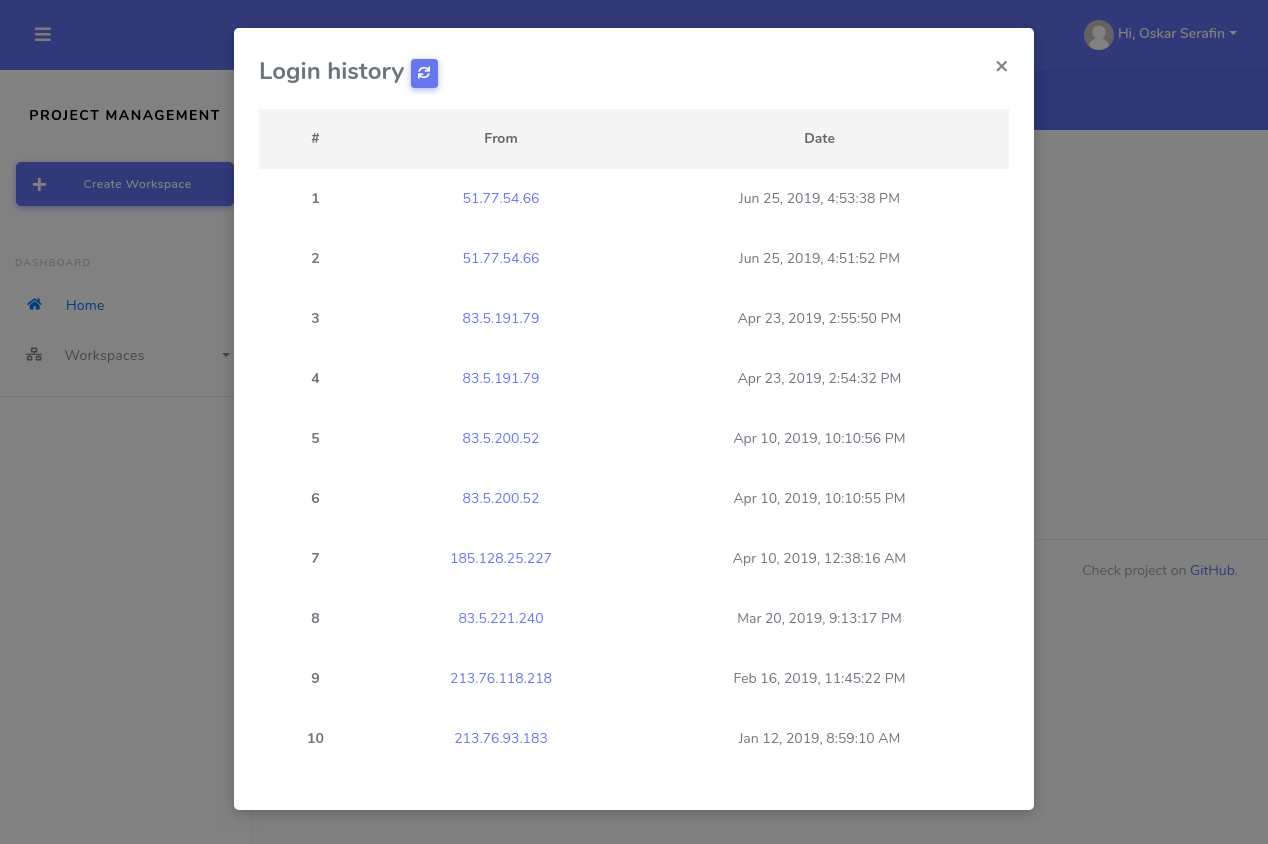 Hi, Oskar Serafin
Login history
×
PROJECT MANAGEMENT
# From Date
Create Workspace
1 51.77.54.66 Jun 25, 2019, 4:53:38 PM
2 51.77.54.66 Jun 25, 2019, 4:51:52 PM
DASHBOARD
Home
3 83.5.191.79 Apr 23, 2019, 2:55:50 PM
Workspaces
4 83.5.191.79 Apr 23, 2019, 2:54:32 PM
5 83.5.200.52 Apr 10, 2019, 10:10:56 PM
6 83.5.200.52 Apr 10, 2019, 10:10:55 PM
7 185.128.25.227 Apr 10, 2019, 12:38:16 AM
Check project on GitHub.
8 83.5.221.240 Mar 20, 2019, 9:13:17 PM
9 213.76.118.218 Feb 16, 2019, 11:45:22 PM
10 213.76.93.183 Jan 12, 2019, 8:59:10 AM